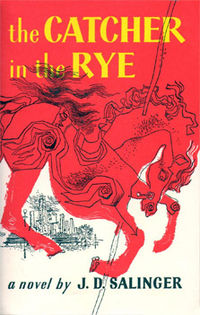 the CATCHER
in the RYE
a novel by J. D. SALINGER